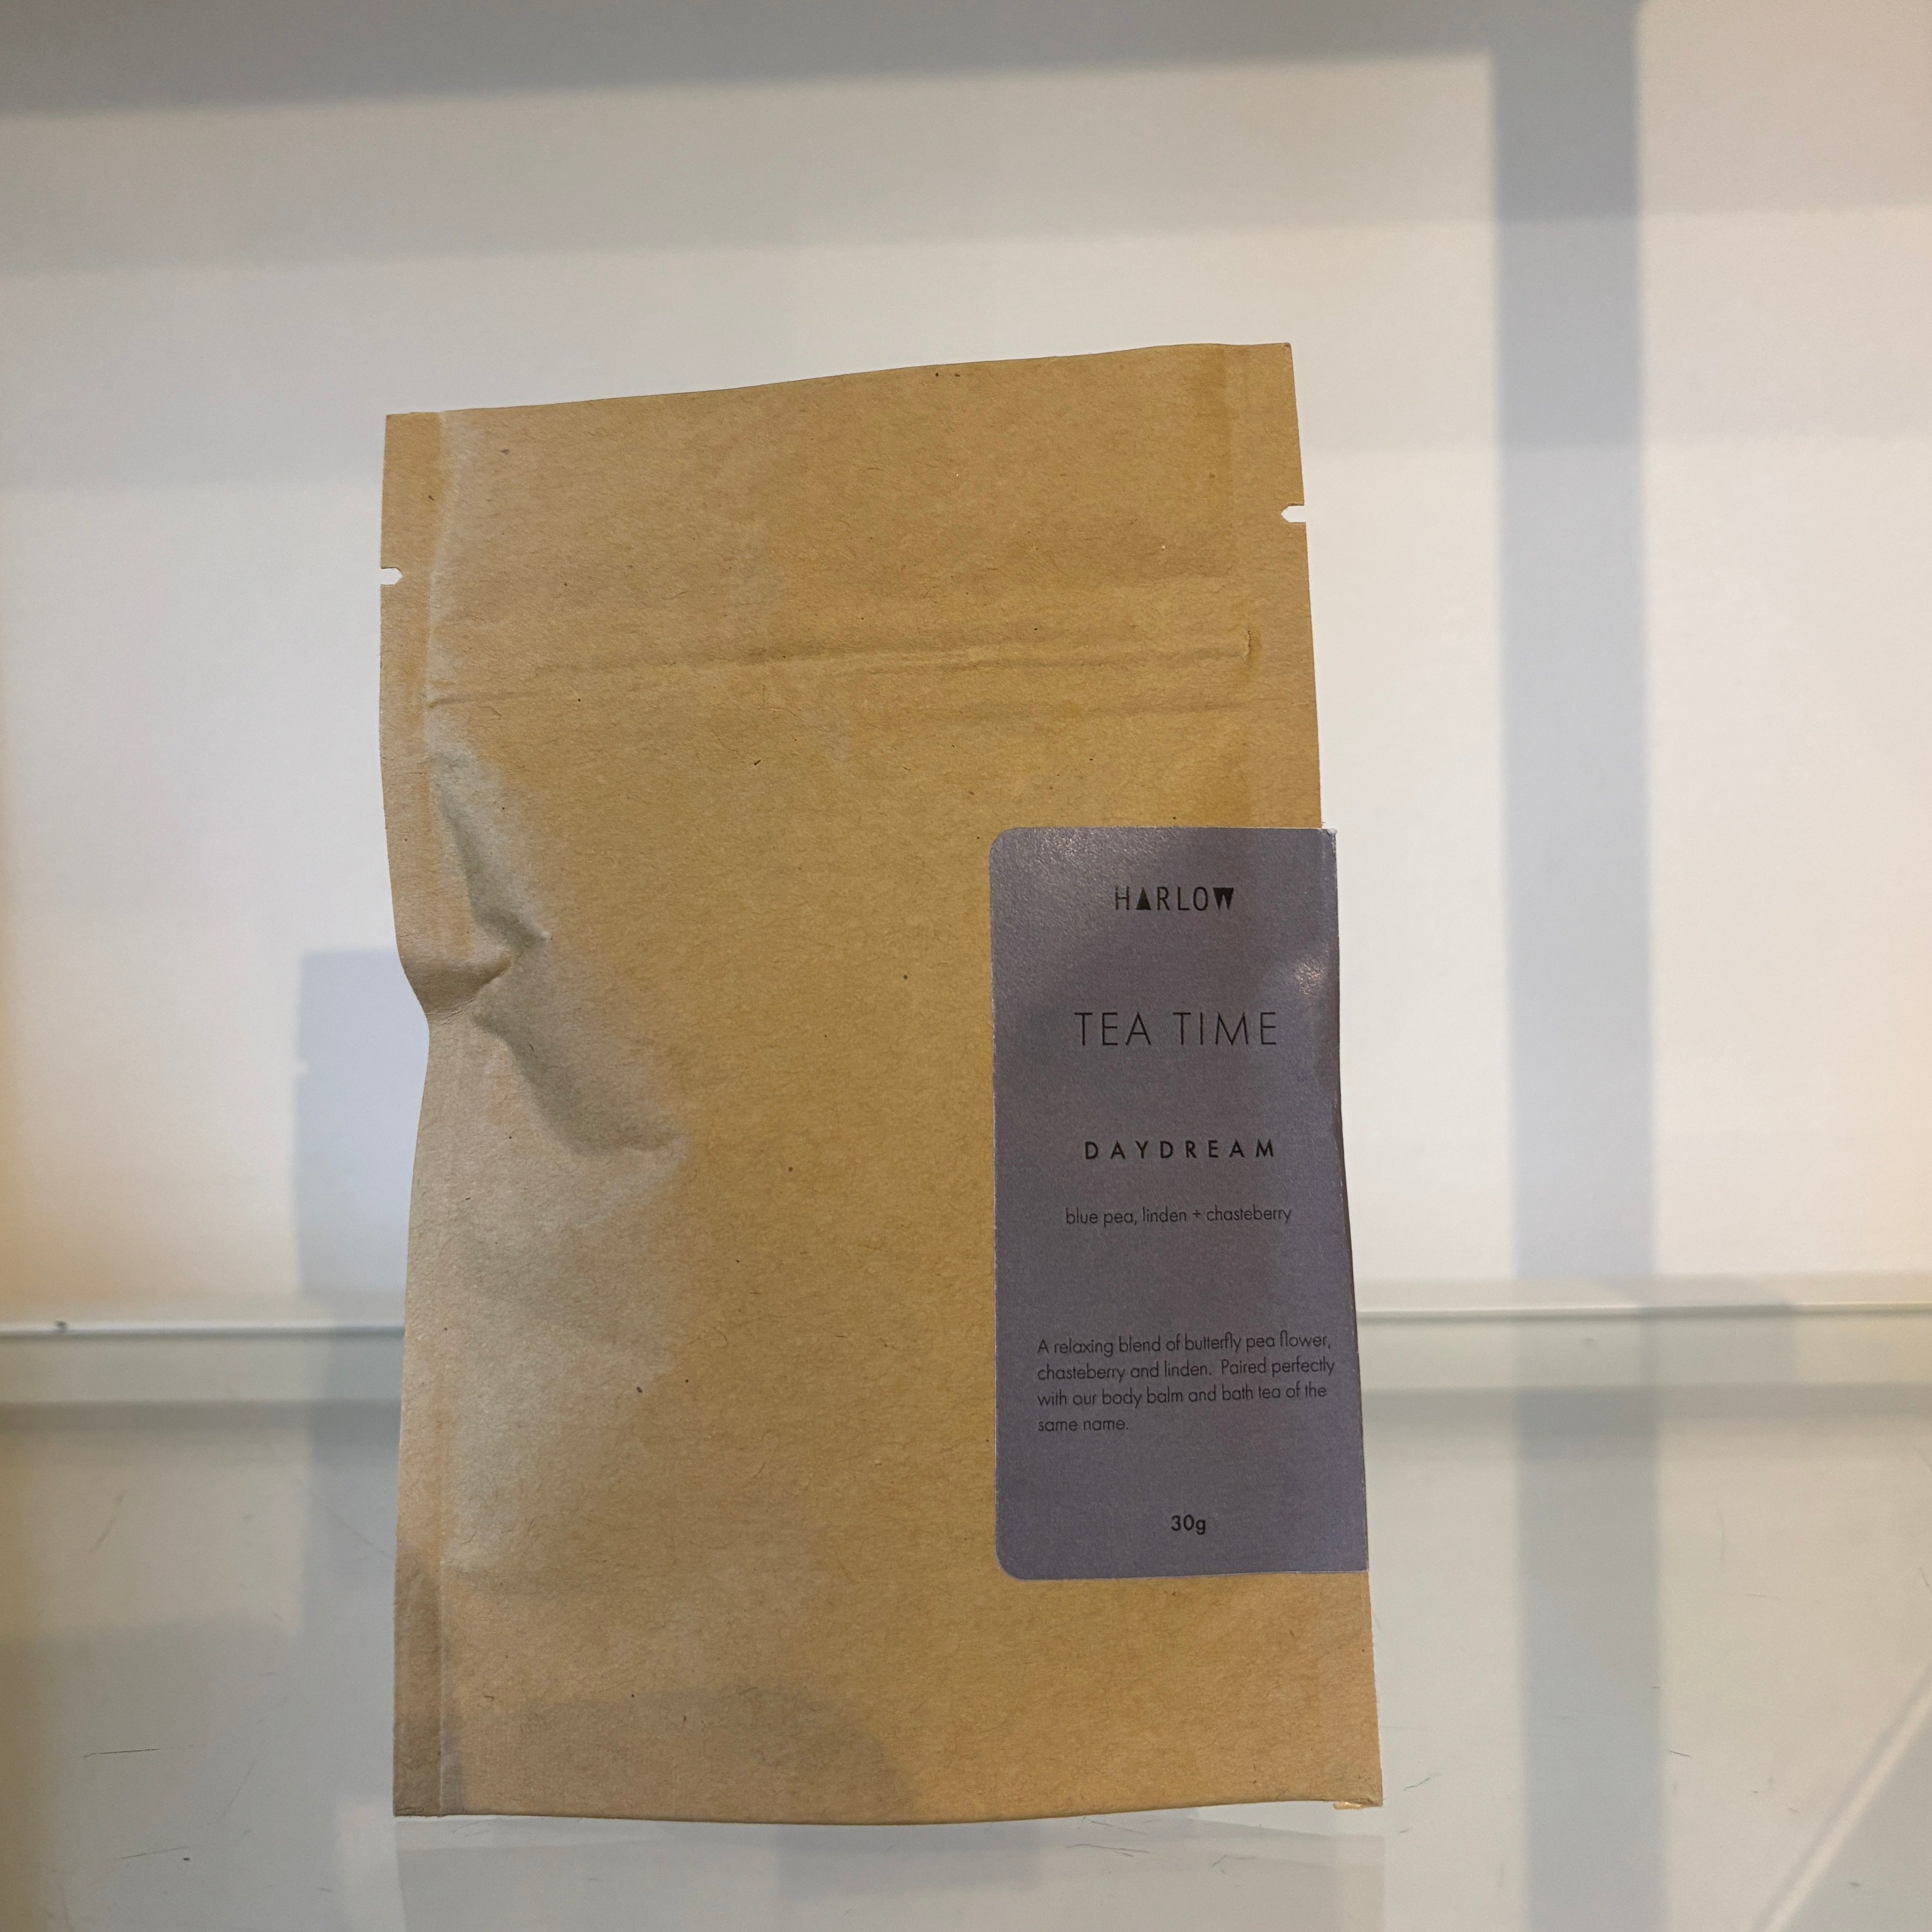 HARLOW
TEA TIME
DAYDREAM
blue pea, linden + chasteberry
A relaxing blend of butterfly pea flower,
chasteberry and linden. Paired perfectly
with our body balm and bath tea of the
same name.
30g